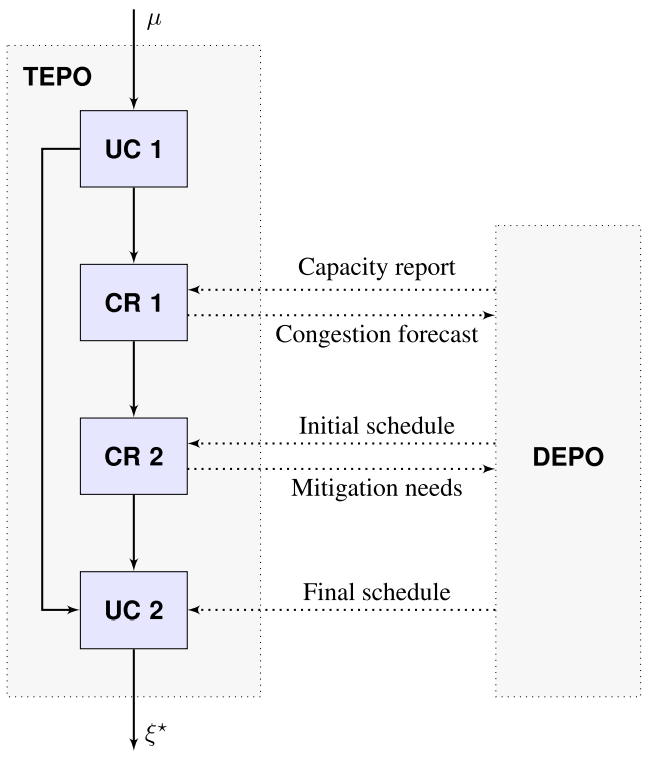 μ
TEPO
UC 1
Capacity report
CR 1
Congestion forecast
Initial schedule
CR 2
DEPO
Mitigation needs
Final schedule
UC 2
ξ*